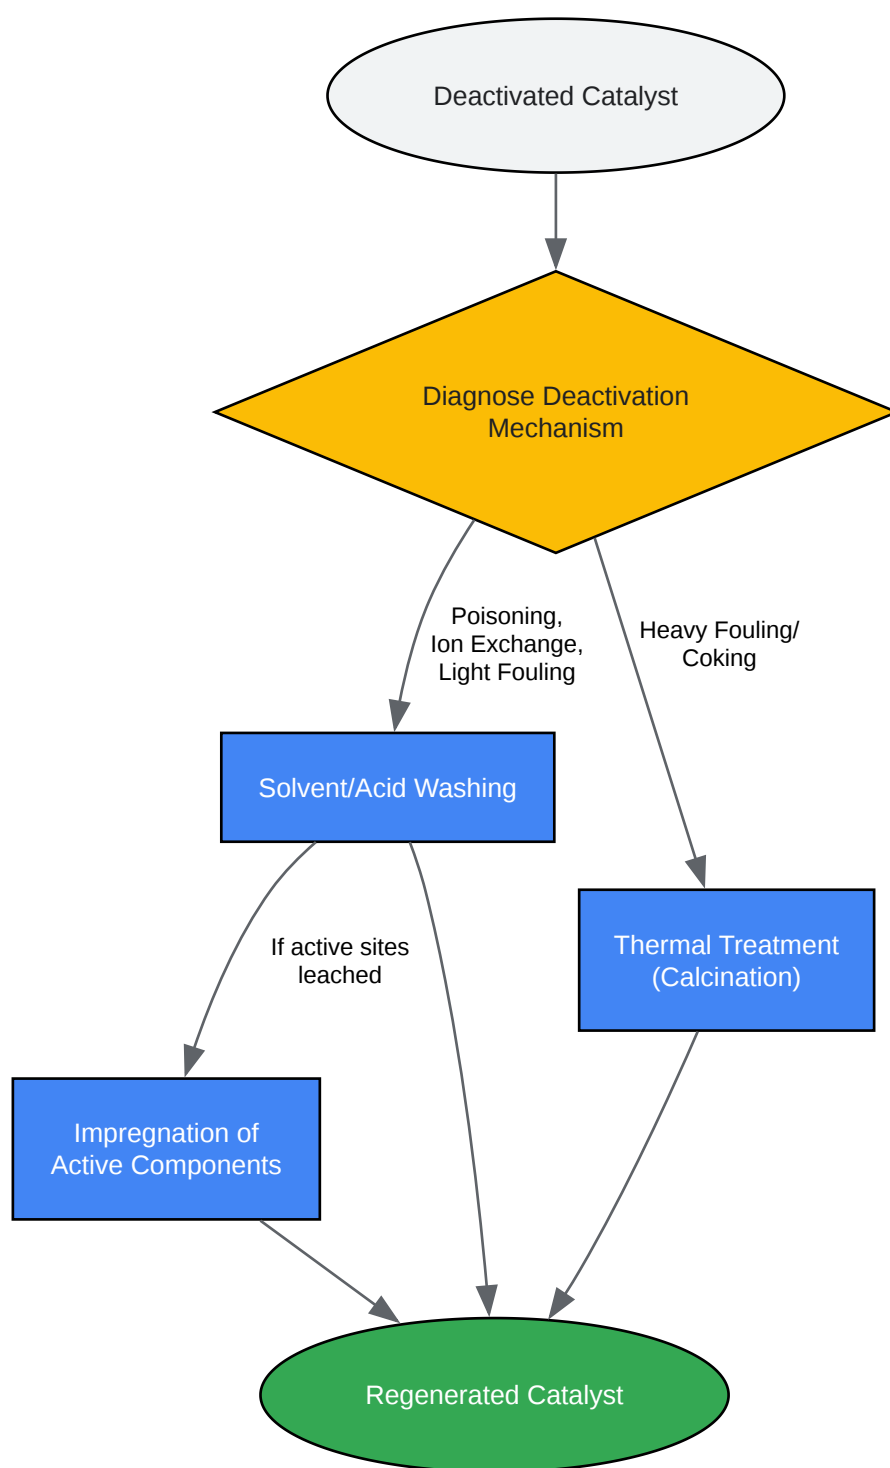 Deactivated Catalyst
Diagnose Deactivation
Mechanism
Poisoning,
Ion Exchange,
Light Fouling
Heavy Fouling/
Coking
Solvent/Acid Washing
If active sites
leached
Thermal Treatment
(Calcination)
Impregnation of
Active Components
Regenerated Catalyst